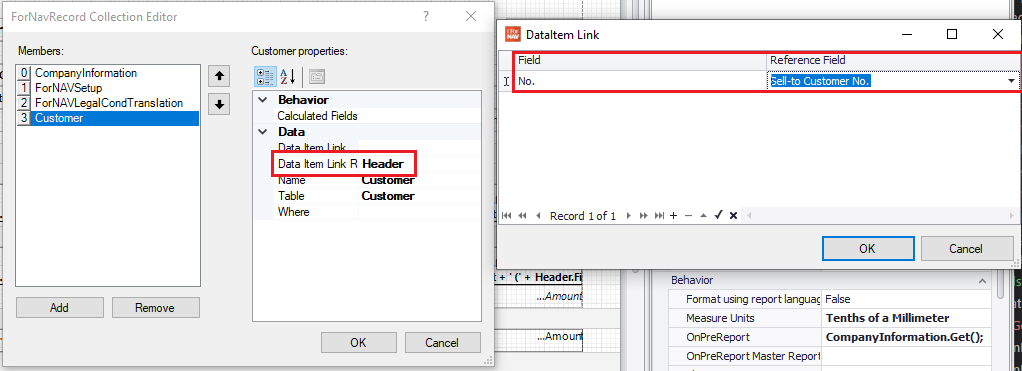 ForNavRecord Collection Editor
Members:
0 CompanyInformation
1 ForNAVSetup
2 ForNAVLegalCondTranslation
3 Customer
Add
Remove
Customer properties:
Behavior
Calculated Fields
Data
Data Item Link
Data Item Link R Header
Name Customer
Table Customer
Where
OK
Cancel
DataItem Link
Field Reference Field
No. Sell-to Customer No.
Record 1 of 1
OK
Cancel
t + ' (' + Header.Fi
...Amount
...Amount
Behavior
Format using report languag False
Measure Units Tenths of a Millimeter
OnPreReport CompanyInformation.Get();
OnPreReport Master Report